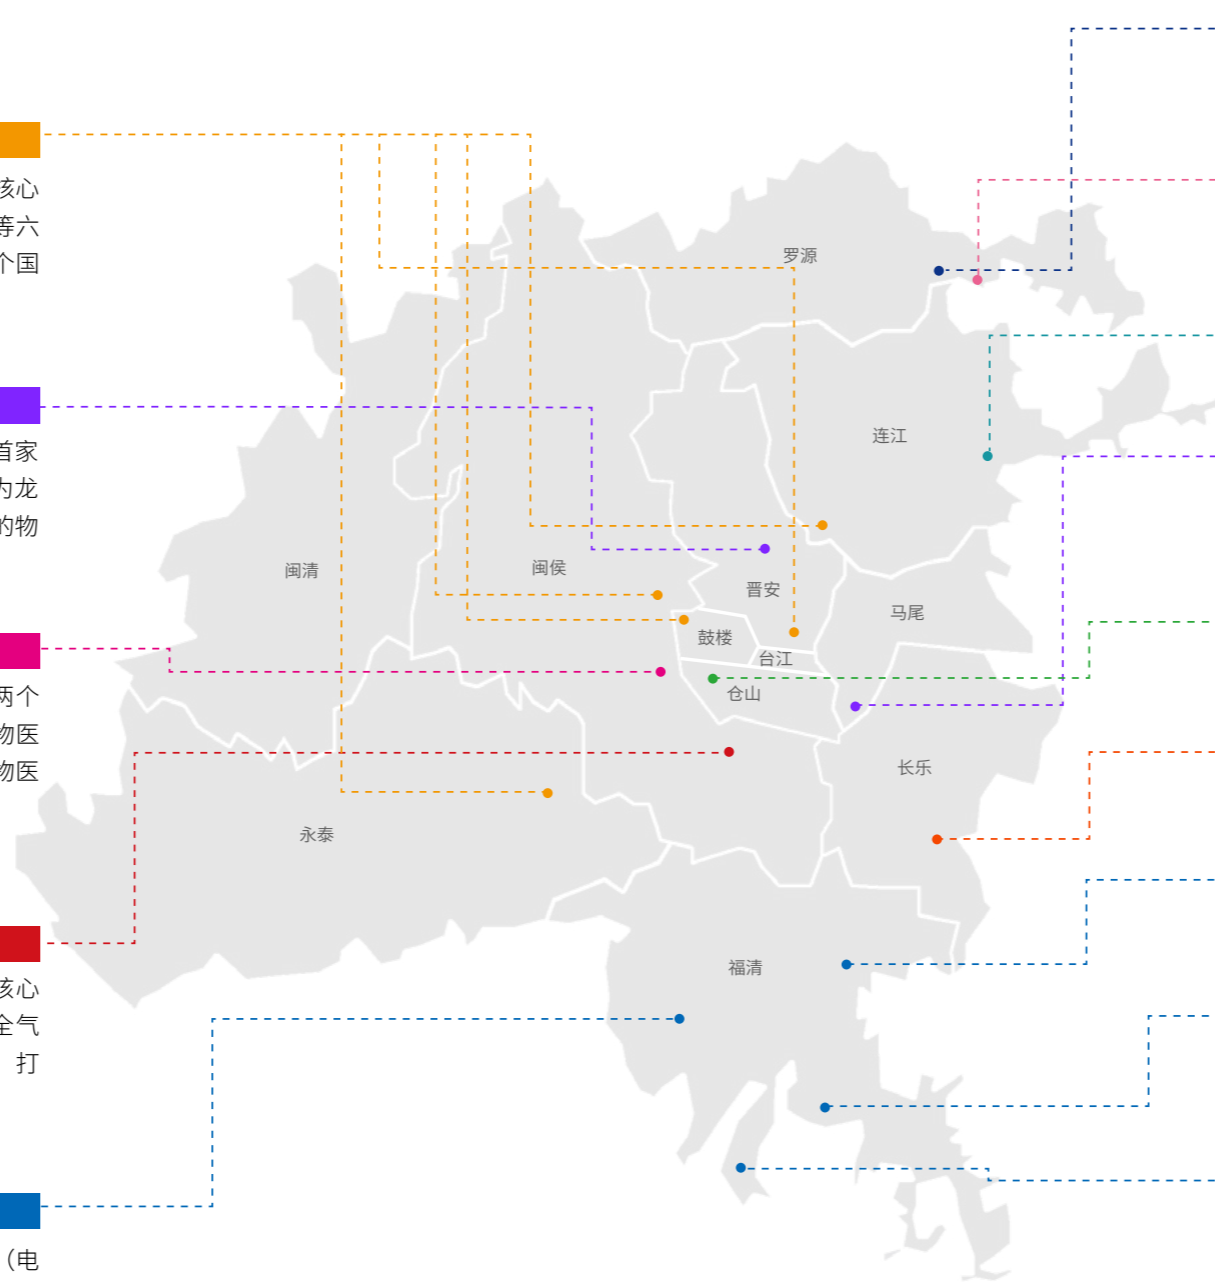 核心
等六
个国
首家
为龙
的物
两个
物医
物医
核心
全气
打
（电
罗源
连江
闽清
闽侯
晋安
马尾
鼓楼
台江
仓山
长乐
永泰
福清